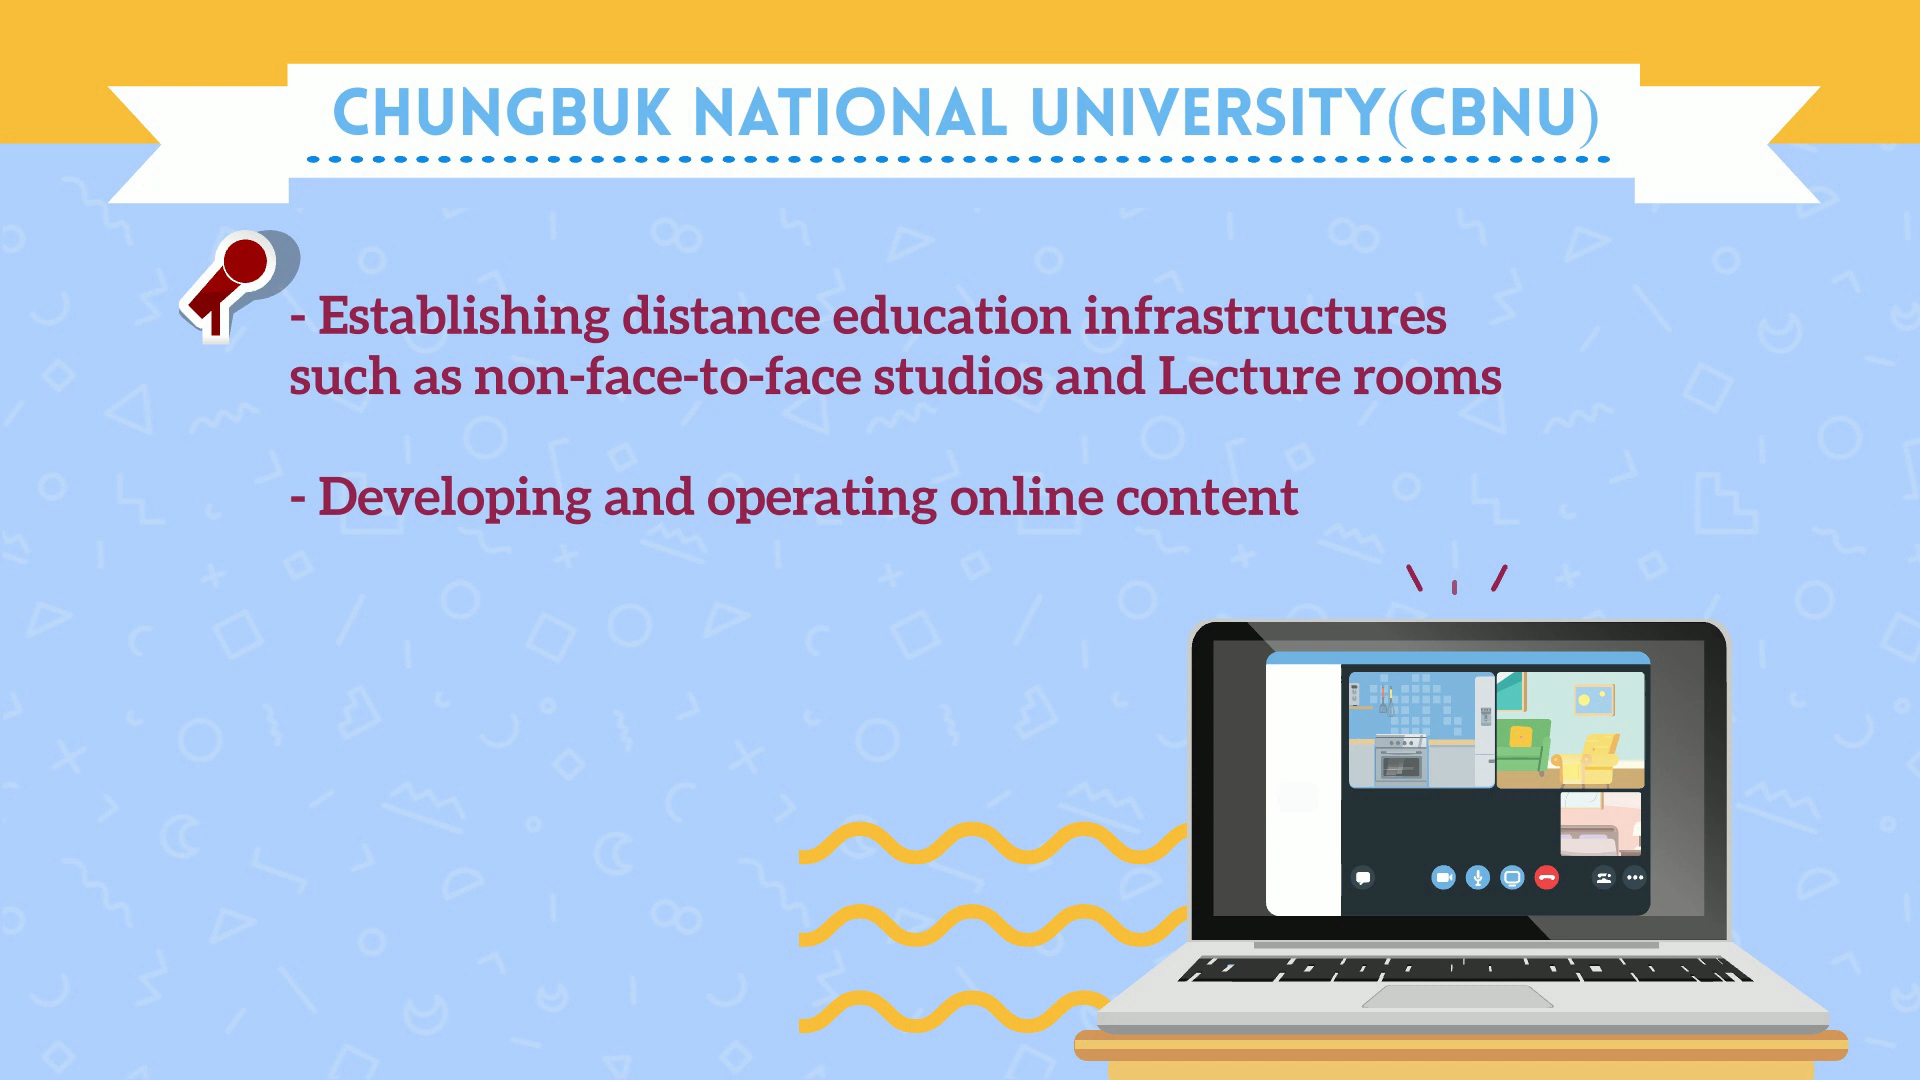 CHUNGBUK NATIONAL UNIVERSITY(CBNU)
- Establishing distance education infrastructures
such as non-face-to-face studios and Lecture rooms
- Developing and operating online content